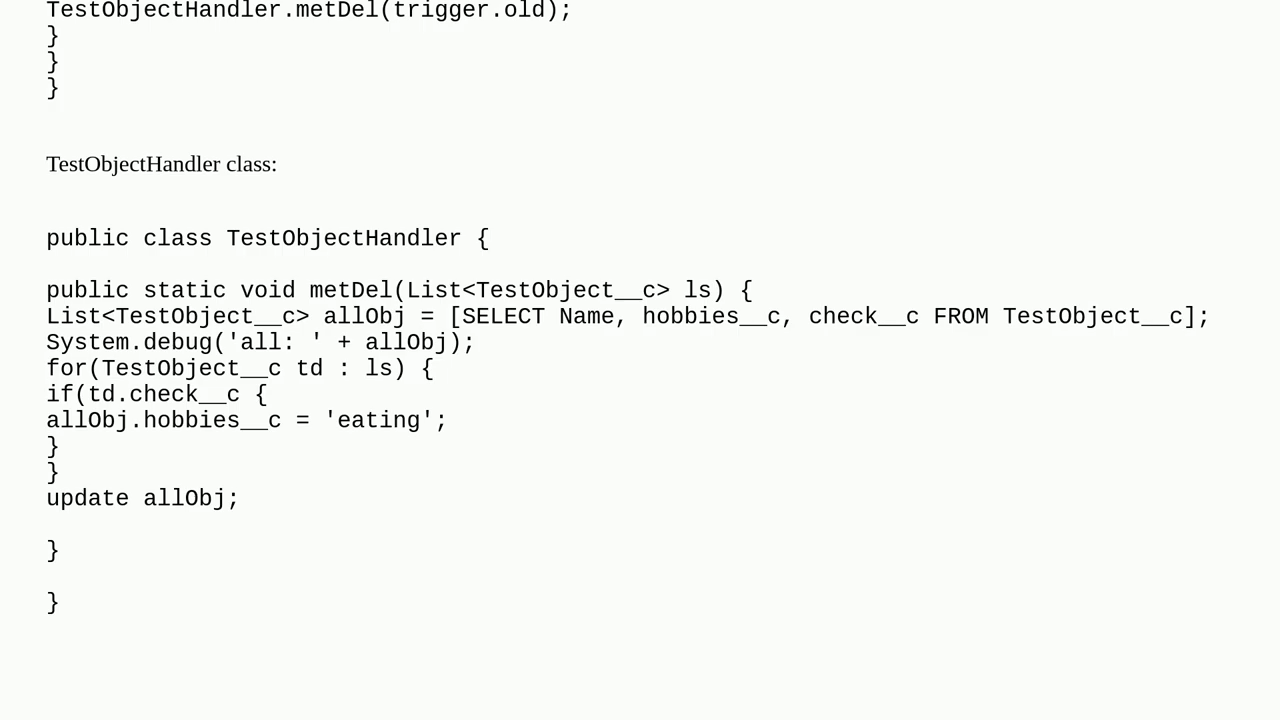 TestObjectHandler.metDel(trigger.old);
}
}
}
TestObjectHandler class:
public class TestObjectHandler {
public static void metDel(List<TestObject__c> ls) {
List<TestObject__c> allObj = [SELECT Name, hobbies__c, check__c FROM TestObject__c];
System.debug('all: ' + allObj);
for(TestObject__c td : ls) {
if(td.check__c {
allObj.hobbies__c = 'eating';
}
}
update allObj;
}
}